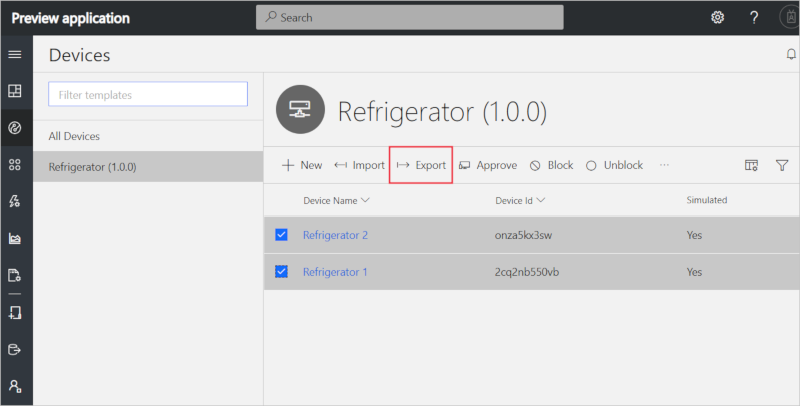 Preview application
Search
?
Devices
Filter templates
All Devices
Refrigerator (1.0.0)
Refrigerator (1.0.0)
New Import Export Approve Block Unblock ...
Device Name Device Id Simulated
Refrigerator 2 onza5kx3sw Yes
Refrigerator 1 2cq2nb550vb Yes